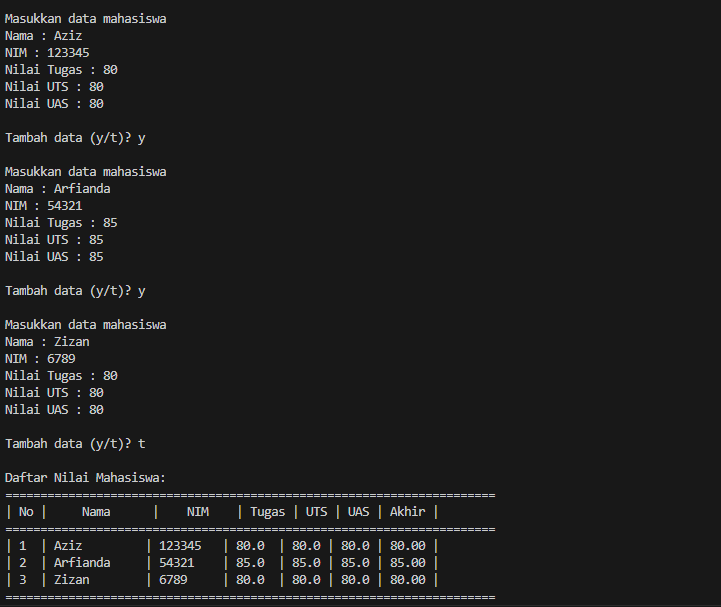 Masukkan data mahasiswa
Nama : Aziz
NIM : 123345
Nilai Tugas : 80
Nilai UTS : 80
Nilai UAS : 80
Tambah data (y/t)? y
Masukkan data mahasiswa
Nama : Arfianda
NIM : 54321
Nilai Tugas : 85
Nilai UTS : 85
Nilai UAS : 85
Tambah data (y/t)? y
Masukkan data mahasiswa
Nama : Zizan
NIM : 6789
Nilai Tugas : 80
Nilai UTS : 80
Nilai UAS : 80
Tambah data (y/t)? t
Daftar Nilai Mahasiswa:
======================================================================
| No |     Nama      |    NIM    | Tugas | UTS | UAS | Akhir |
======================================================================
| 1  | Aziz         | 123345   | 80.0  | 80.0 | 80.0 | 80.00 |
| 2  | Arfianda     | 54321    | 85.0  | 85.0 | 85.0 | 85.00 |
| 3  | Zizan        | 6789     | 80.0  | 80.0 | 80.0 | 80.00 |
======================================================================